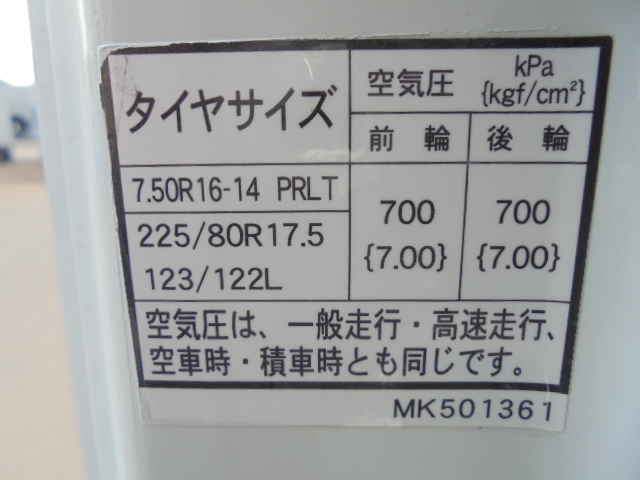 タイヤサイズ
空気圧 kPa {kgf/cm²}
前輪 後輪
7.50R16-14 PRLT
225/80R17.5
123/122L
700 {7.00}
700 {7.00}
空気圧は、一般走行・高速走行、
空車時・積車時とも同じです。
MK501361